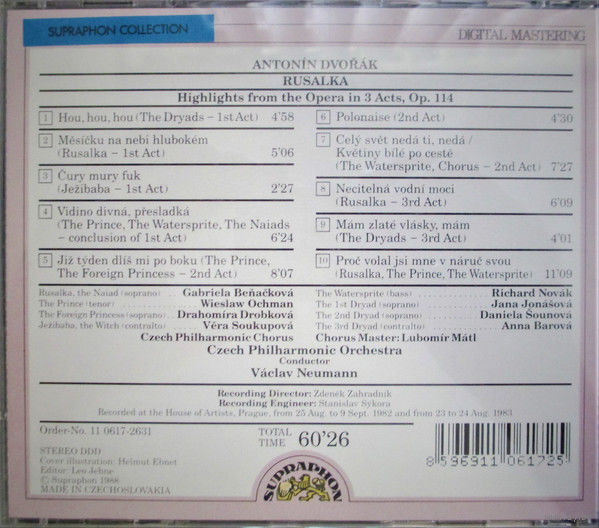 SUPRAPHON COLLECTION
DIGITAL MASTERING
ANTONÍN DVOŘÁK
RUSALKA
Highlights from the Opera in 3 Acts, Op. 114
1 Hou, hou, hou (The Dryads – 1st Act) 4'58
2 Měsíčku na nebi hlubokém
(Rusalka – 1st Act) 5'06
3 Čury mury fuk
(Ježibaba – 1st Act) 2'27
4 Vidino divná, přesladká
(The Prince, The Watersprite, The Naiads
– conclusion of 1st Act) 6'24
5 Již týden dlíš mi po boku (The Prince,
The Foreign Princess – 2nd Act) 8'07
6 Polonaise (2nd Act) 4'30
7 Celý svět nedá ti, nedá /
Květiny bílé po cestě
(The Watersprite, Chorus – 2nd Act) 7'27
8 Necitelná vodní moci
(Rusalka – 3rd Act) 6'09
9 Mám zlaté vlásky, mám
(The Dryads – 3rd Act) 4'01
10 Proč volal jsi mne v náruč svou
(Rusalka, The Prince, The Watersprite) 11'09
Rusalka, the Naiad (soprano) Gabriela Beňačková
The Prince (tenor) Wieslaw Ochman
The Foreign Princess (soprano) Drahomíra Drobková
Ježibaba, the Witch (contralto) Věra Soukupová
The Watersprite (bass) Richard Novák
The 1st Dryad (soprano) Jana Jonášová
The 2nd Dryad (soprano) Daniela Šounová
The 3rd Dryad (contralto) Anna Barová
Czech Philharmonic Chorus Chorus Master: Lubomír Mátl
Czech Philharmonic Orchestra
Conductor
Václav Neumann
Recording Director: Zdeněk Zahradník
Recording Engineer: Stanislav Sýkora
Recorded at the House of Artists, Prague, from 25 Aug. to 9 Sept. 1982 and from 23 to 24 Aug. 1983
Order-No. 11 0617-2631
TOTAL TIME 60'26
STEREO DDD
Cover illustration: Helmut Ebnet
Editor: Leo Jehne
© Supraphon 1988
MADE IN CZECHOSLOVAKIA
SUPRAPHON
8 596911 061725